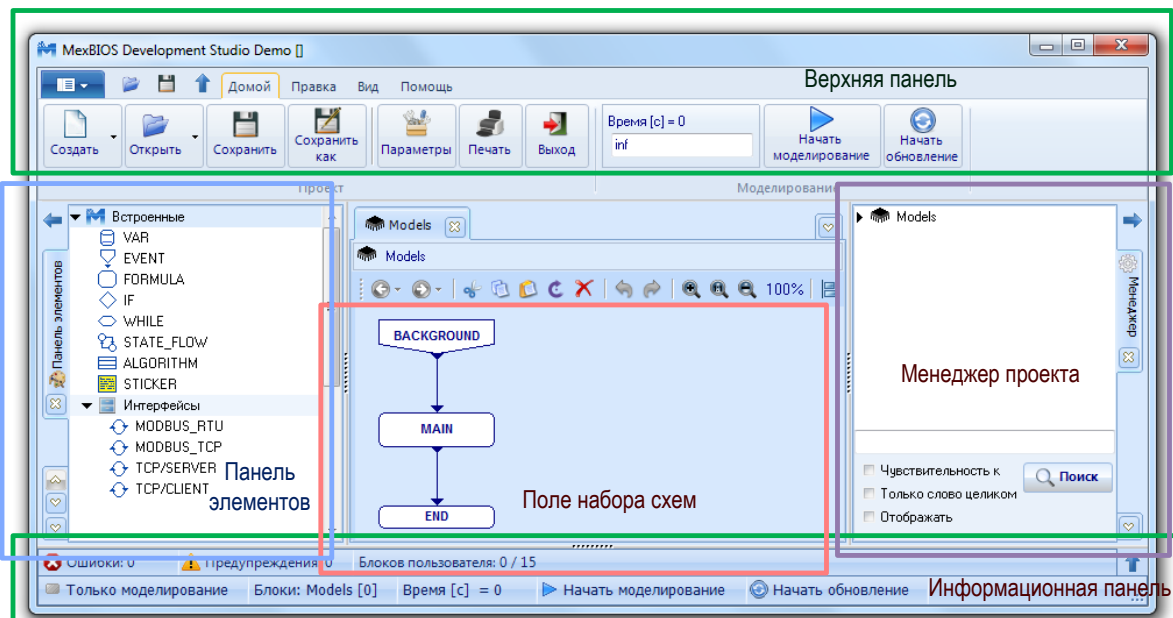 MexBIOS Development Studio Demo []
Домой Правка Вид Помощь
Верхняя панель
Создать Открыть Сохранить Сохранить как Параметры Печать Выход
Время [с] = 0
inf
Начать моделирование
Начать обновление
Проект
Моделирование
Панель элементов
Встроенные
VAR
EVENT
FORMULA
IF
WHILE
STATE_FLOW
ALGORITHM
STICKER
Интерфейсы
MODBUS_RTU
MODBUS_TCP
TCP/SERVER
TCP/CLIENT
Панель
элементов
Models
Models
100%
BACKGROUND
MAIN
END
Поле набора схем
Models
Менеджер
Менеджер проекта
Чувствительность к
Только слово целиком
Отображать
Поиск
Ошибки: 0 Предупреждения: 0 Блоков пользователя: 0 / 15
Только моделирование Блоки: Models [0] Время [с] = 0 Начать моделирование Начать обновление
Информационная панель